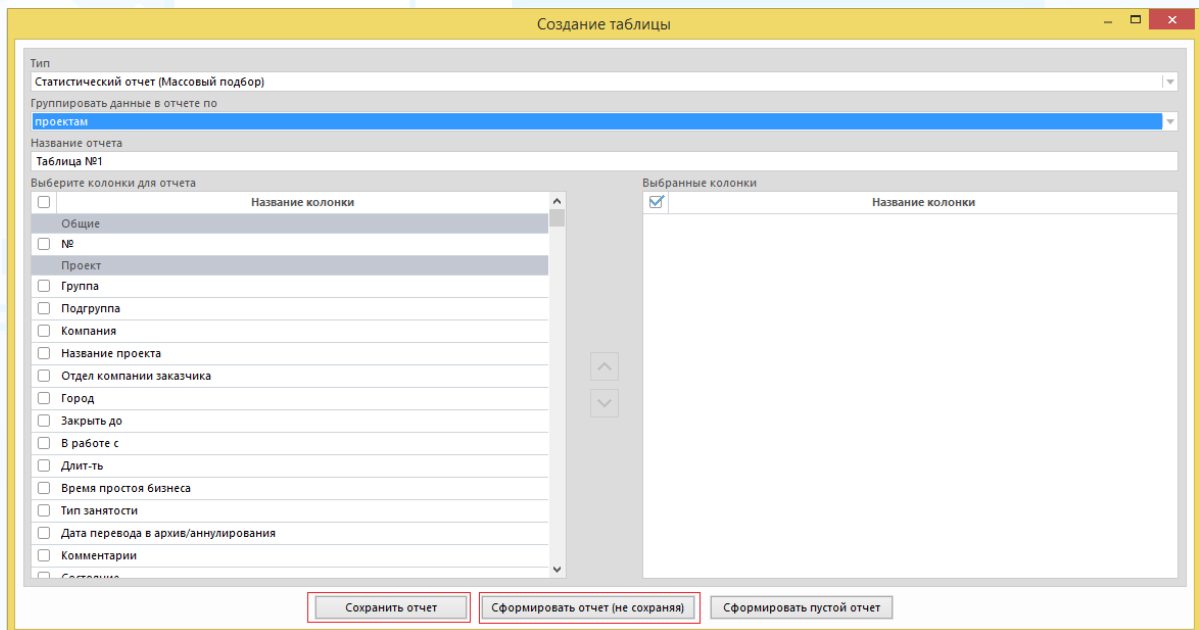 Создание таблицы
Тип
Статистический отчет (Массовый подбор)
Группировать данные в отчете по
проектам
Название отчета
Таблица №1
Выберите колонки для отчета
Выбранные колонки
Название колонки
Название колонки
Общие
№
Проект
Группа
Подгруппа
Компания
Название проекта
Отдел компании заказчика
Город
Закрыть до
В работе с
Длит-ть
Время простоя бизнеса
Тип занятости
Дата перевода в архив/аннулирования
Комментарии
Состояние
Сохранить отчет
Сформировать отчет (не сохраняя)
Сформировать пустой отчет